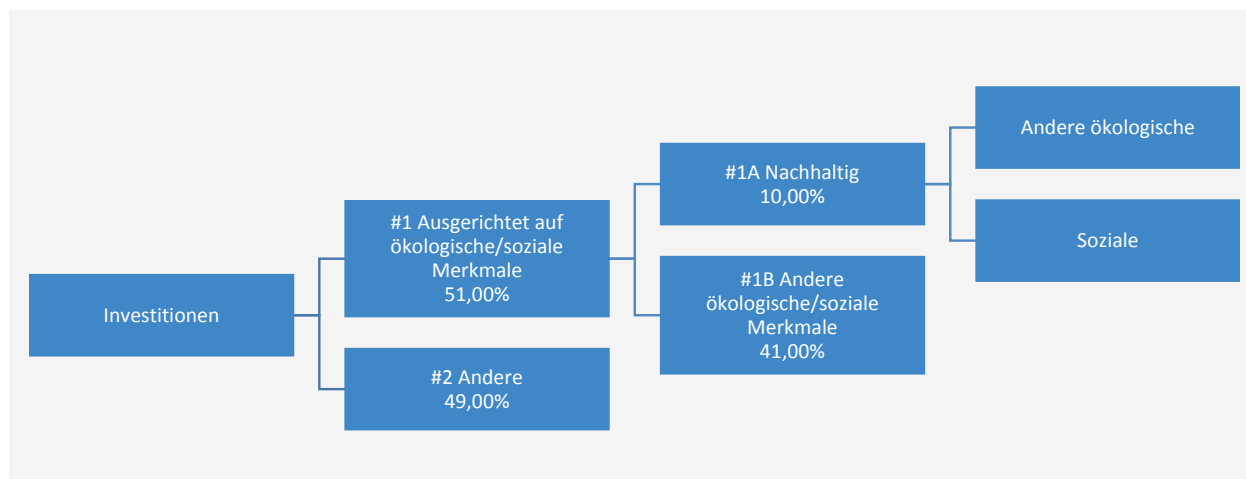 Investitionen
#1 Ausgerichtet auf
ökologische/soziale
Merkmale
51,00%
#2 Andere
49,00%
#1A Nachhaltig
10,00%
#1B Andere
ökologische/soziale
Merkmale
41,00%
Andere ökologische
Soziale